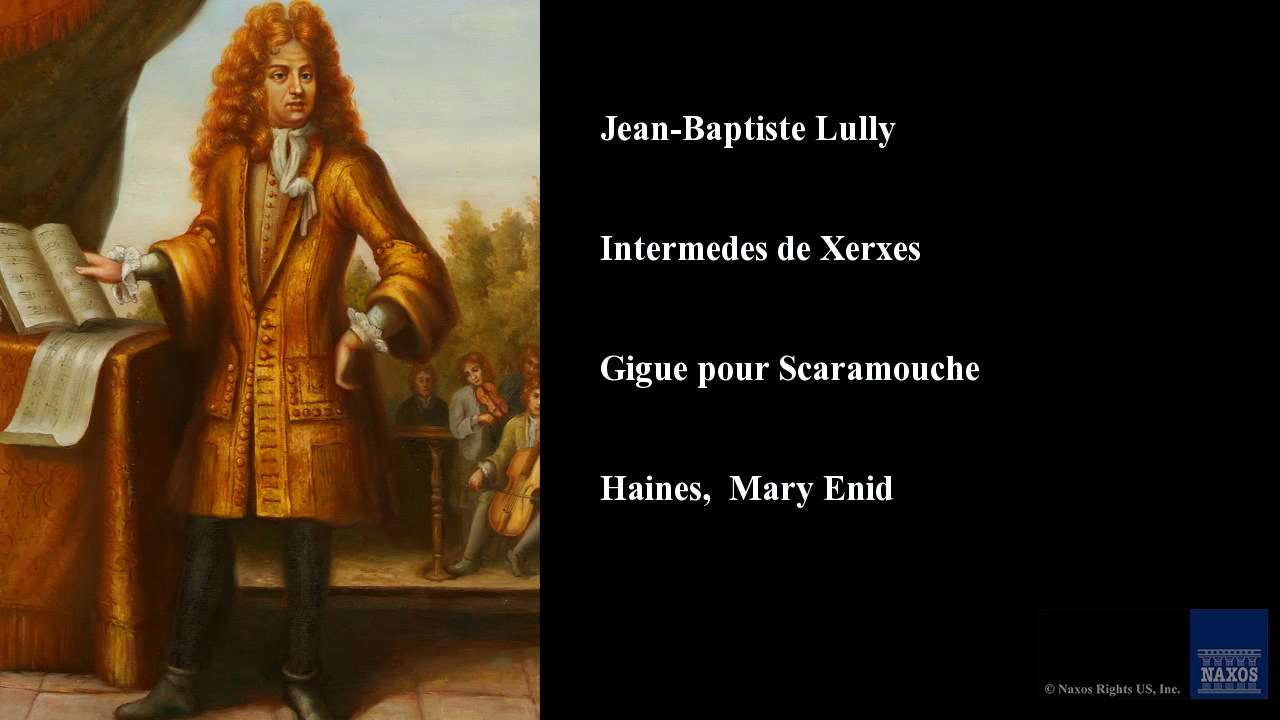 Jean-Baptiste Lully
Intermedes de Xerxes
Gigue pour Scaramouche
Haines,  Mary Enid
© Naxos Rights US, Inc.
NAXOS